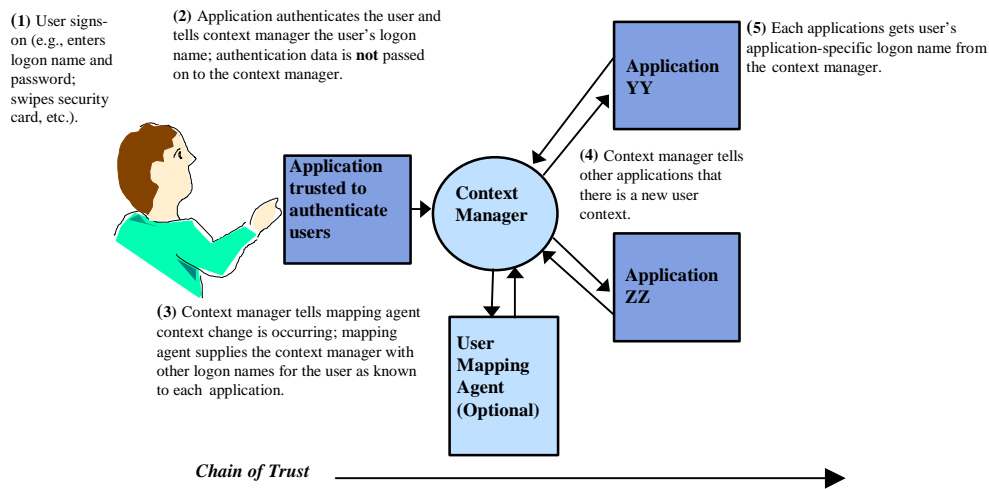 (1) User signs-
on (e.g., enters
logon name and
password;
swipes security
card, etc.).
(2) Application authenticates the user and
tells context manager the user's logon
name; authentication data is not passed
on to the context manager.
Application
YY
(5) Each applications gets user's
application-specific logon name from
the context manager.
Application
trusted to
authenticate
users
Context
Manager
(4) Context manager tells
other applications that
there is a new user
context.
Application
ZZ
(3) Context manager tells mapping agent
context change is occurring; mapping
agent supplies the context manager with
other logon names for the user as known
to each application.
User
Mapping
Agent
(Optional)
Chain of Trust